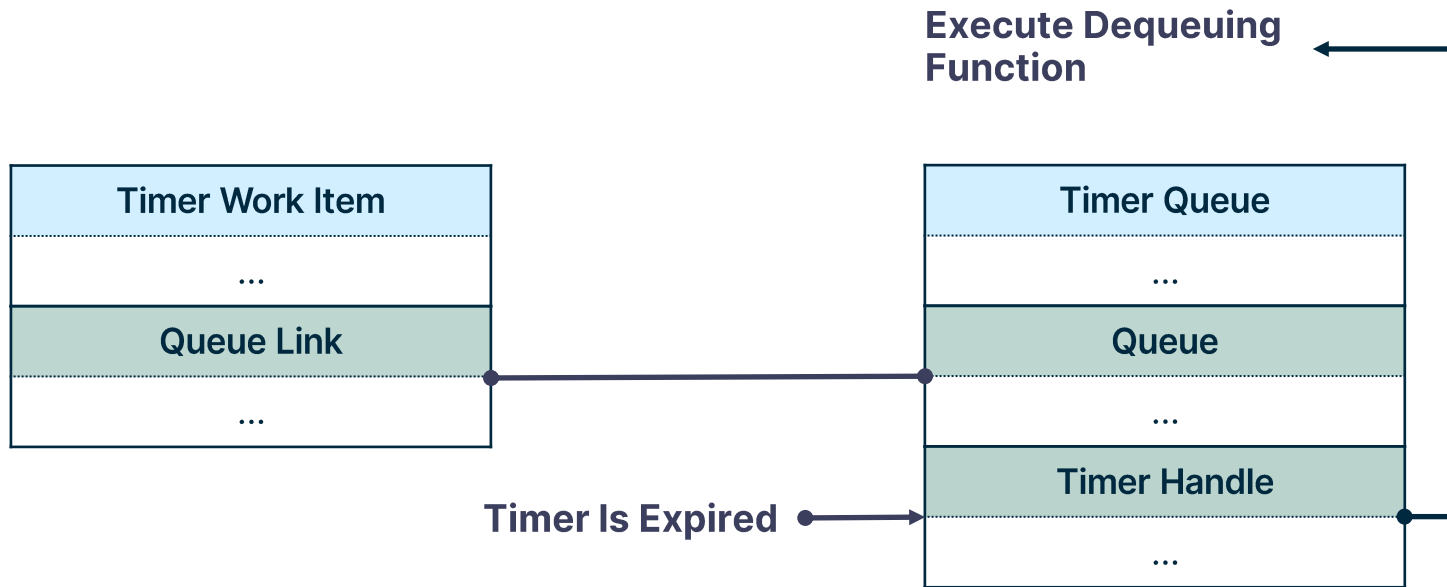 Execute Dequeuing
Function
Timer Work Item
...
Queue Link
...
Timer Queue
...
Queue
...
Timer Handle
...
Timer Is Expired